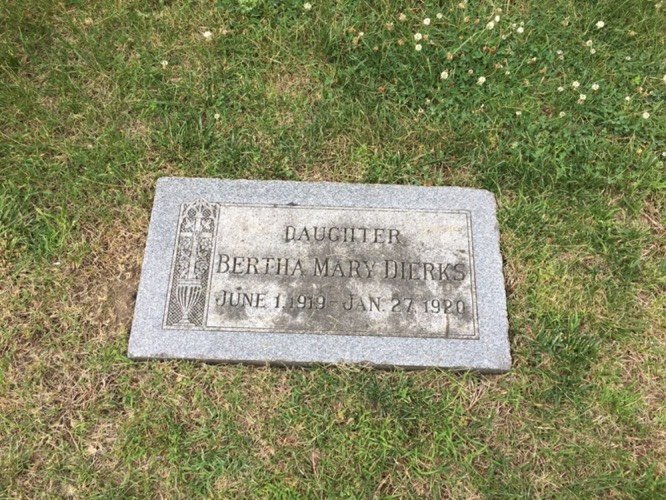 DAUGHTER
BERTHA MARY DIERKS
JUNE 1, 1919 - JAN. 27, 1920